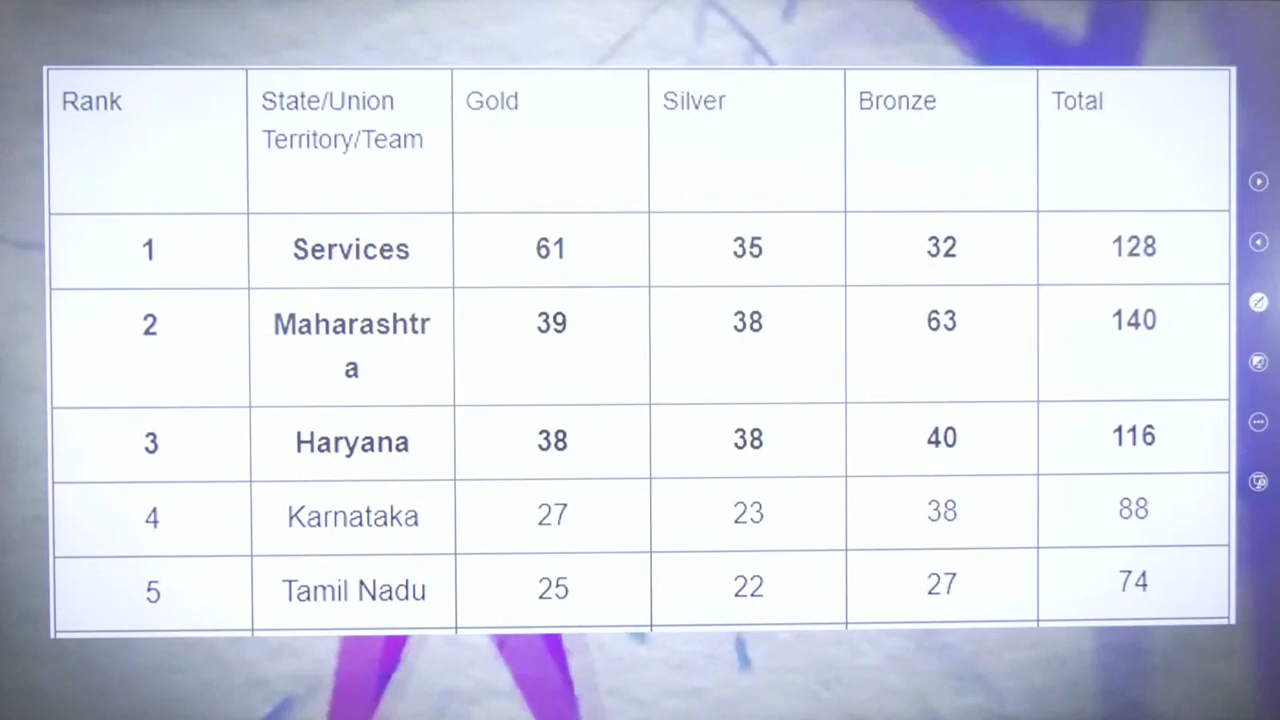 Rank State/Union Gold Silver Bronze Total
Territory/Team
1 Services 61 35 32 128
2 Maharashtr 39 38 63 140
a
3 Haryana 38 38 40 116
4 Karnataka 27 23 38 88
5 Tamil Nadu 25 22 27 74